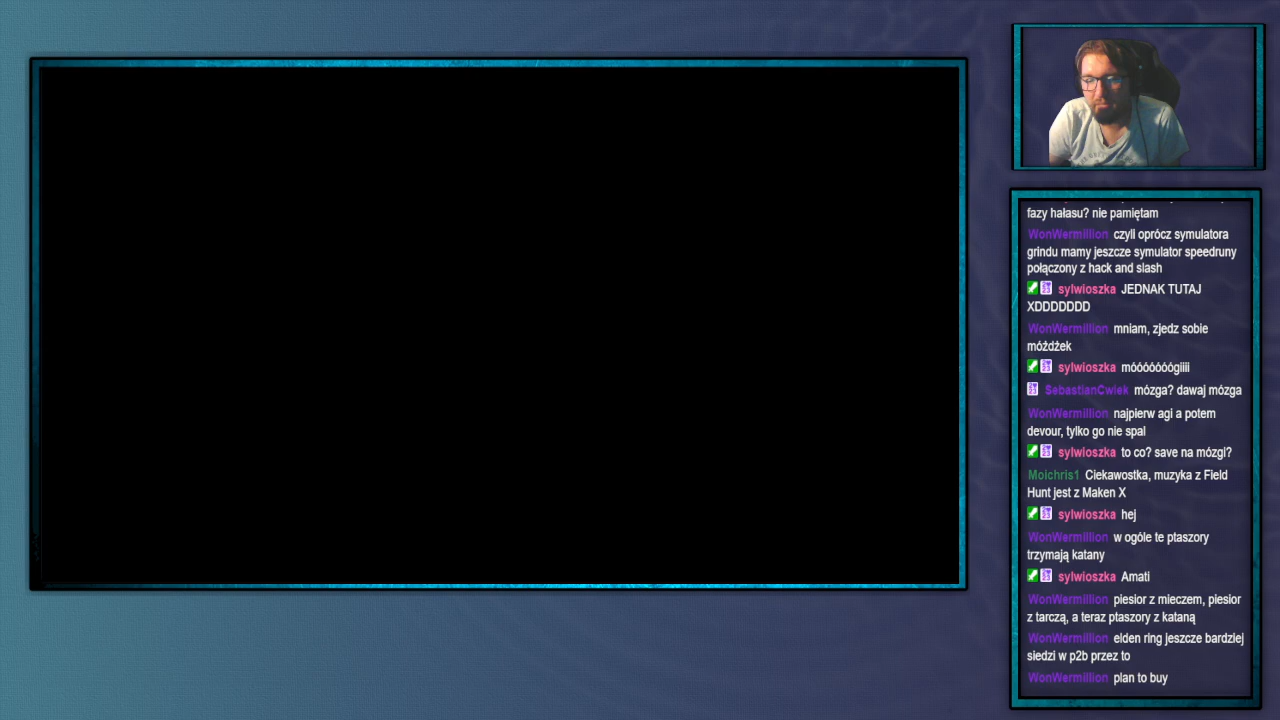 fazy hałasu? nie pamiętam
WonWermillion czyli oprócz symulatora
grindu mamy jeszcze symulator speedruny
połączony z hack and slash
sylwioszka JEDNAK TUTAJ
XDDDDDDD
WonWermillion mniam, zjedz sobie
móżdżek
sylwioszka móóóóóóógiiii
SebastianCwiek mózga? dawaj mózga
WonWermillion najpierw agi a potem
devour, tylko go nie spal
sylwioszka to co? save na mózgi?
Moichris1 Ciekawostka, muzyka z Field
Hunt jest z Maken X
sylwioszka hej
WonWermillion w ogóle te ptaszory
trzymają katany
sylwioszka Amati
WonWermillion piesior z mieczem, piesior
z tarczą, a teraz ptaszory z kataną
WonWermillion elden ring jeszcze bardziej
siedzi w p2b przez to
WonWermillion plan to buy